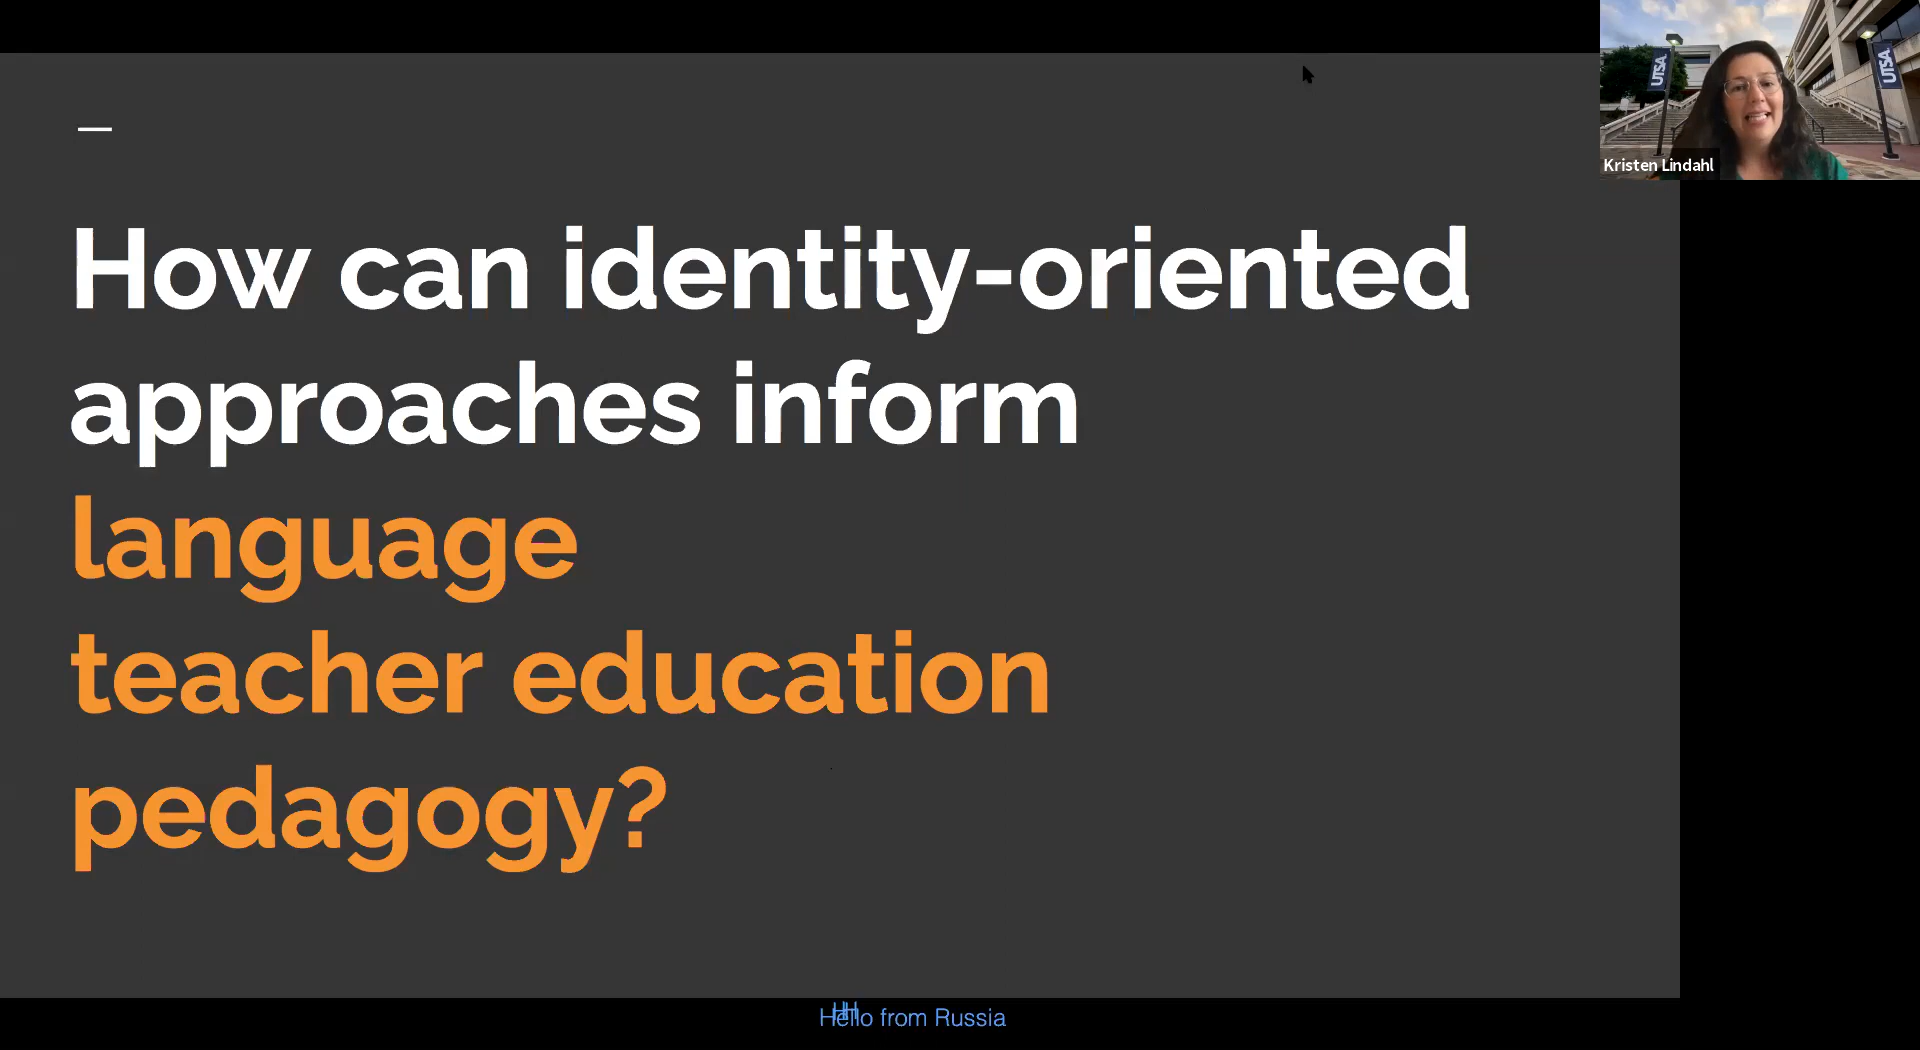 How can identity-oriented
approaches inform
language
teacher education
pedagogy?
UTSA
UTSA
Kristen Lindahl
Hello from Russia